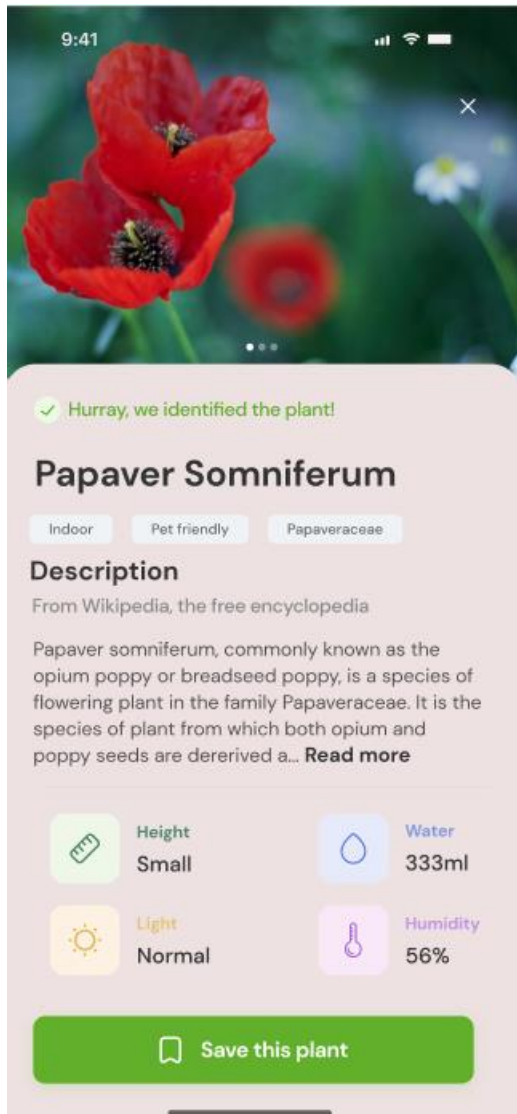 9:41
Hurray, we identified the plant!
Papaver Somniferum
Indoor Pet friendly Papaveraceae
Description
From Wikipedia, the free encyclopedia
Papaver somniferum, commonly known as the
opium poppy or breadseed poppy, is a species of
flowering plant in the family Papaveraceae. It is the
species of plant from which both opium and
poppy seeds are dererived a... Read more
Height Water
Small 333ml
Light Humidity
Normal 56%
Save this plant